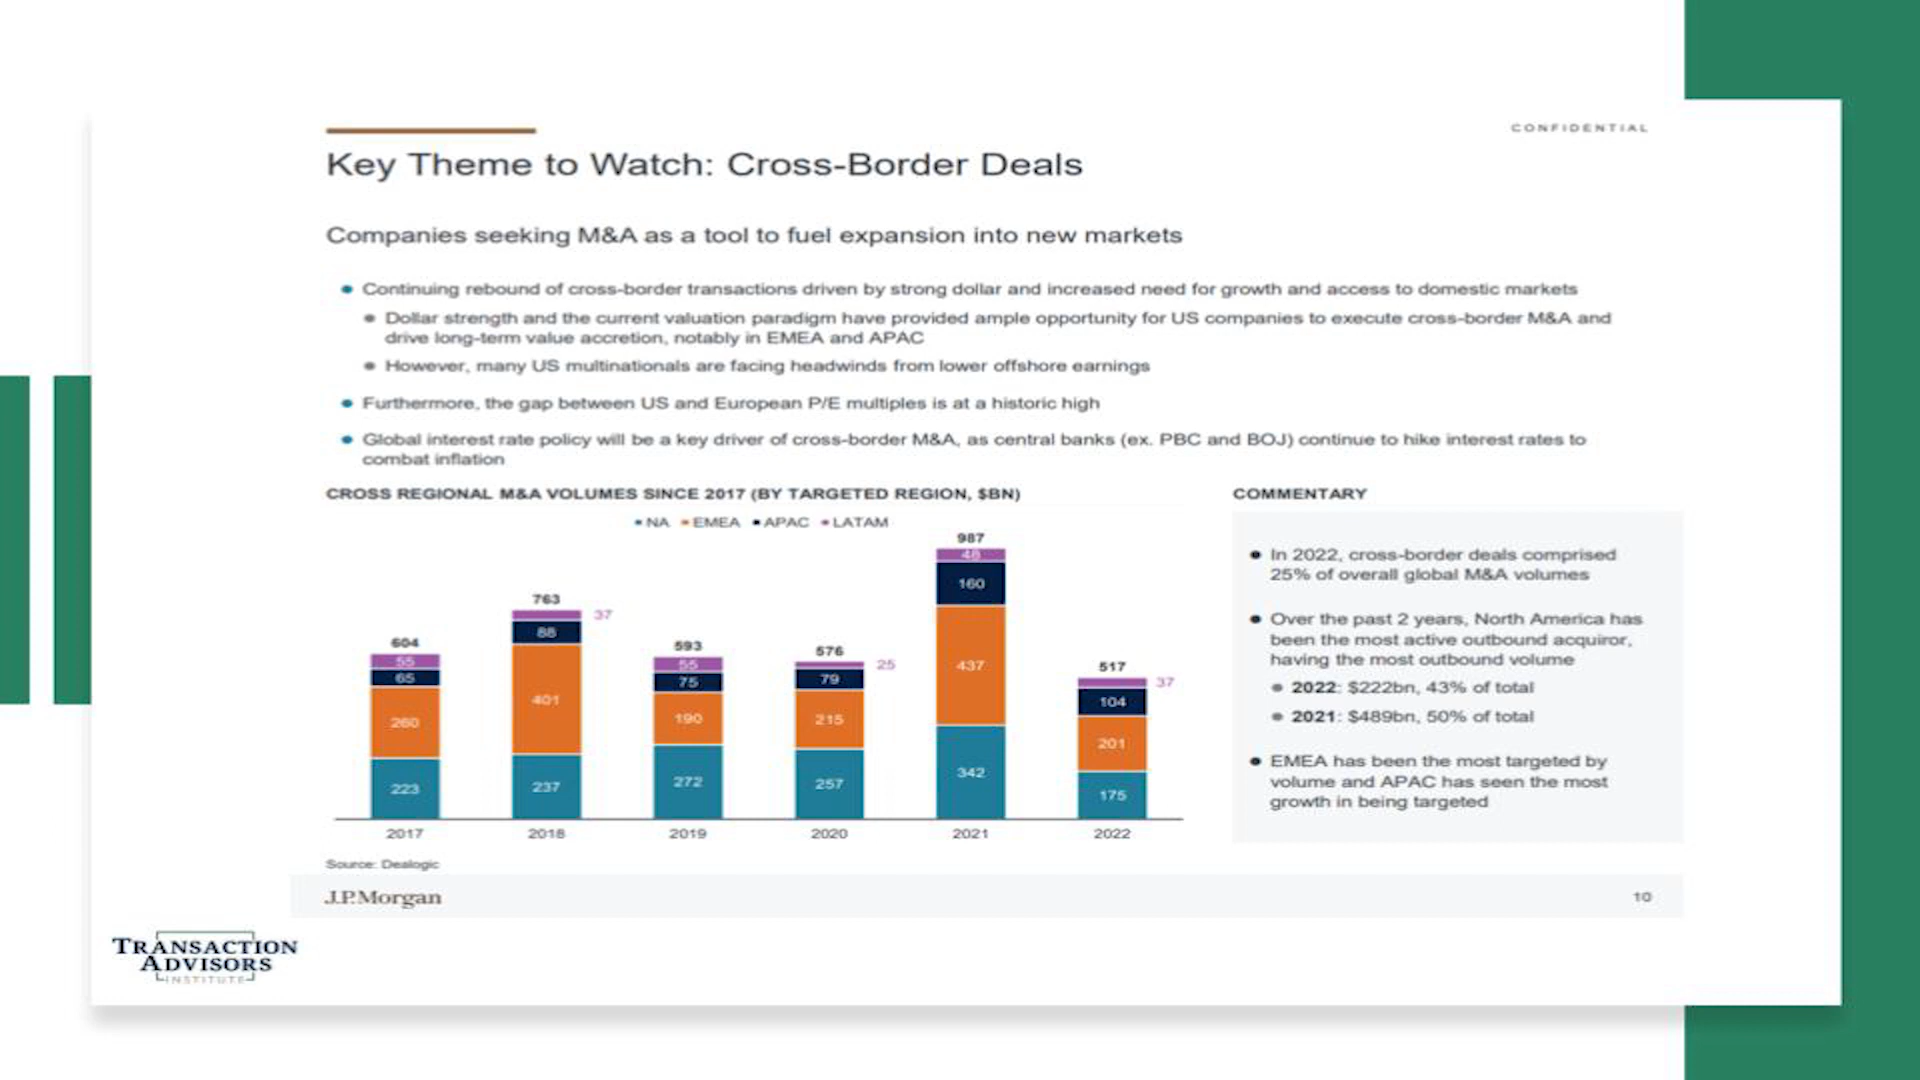 CONFIDENTIAL
Key Theme to Watch: Cross-Border Deals
Companies seeking M&A as a tool to fuel expansion into new markets
Continuing rebound of cross-border transactions driven by strong dollar and increased need for growth and access to domestic markets
Dollar strength and the current valuation paradigm have provided ample opportunity for US companies to execute cross-border M&A and
drive long-term value accretion, notably in EMEA and APAC
However, many US multinationals are facing headwinds from lower offshore earnings
Furthermore, the gap between US and European P/E multiples is at a historic high
Global interest rate policy will be a key driver of cross-border M&A, as central banks (ex. PBC and BOJ) continue to hike interest rates to
combat inflation
CROSS REGIONAL M&A VOLUMES SINCE 2017 (BY TARGETED REGION, $BN)
NA EMEA APAC LATAM
604
55
65
260
223
763
37
88
401
237
593
55
75
190
272
576
25
79
215
257
987
48
160
437
342
517
37
104
201
175
2017 2018 2019 2020 2021 2022
Source: Dealogic
COMMENTARY
In 2022, cross-border deals comprised
25% of overall global M&A volumes
Over the past 2 years, North America has
been the most active outbound acquiror,
having the most outbound volume
2022: $222bn, 43% of total
2021: $489bn, 50% of total
EMEA has been the most targeted by
volume and APAC has seen the most
growth in being targeted
J.P.Morgan
10
TRANSACTION
ADVISORS
INSTITUTE